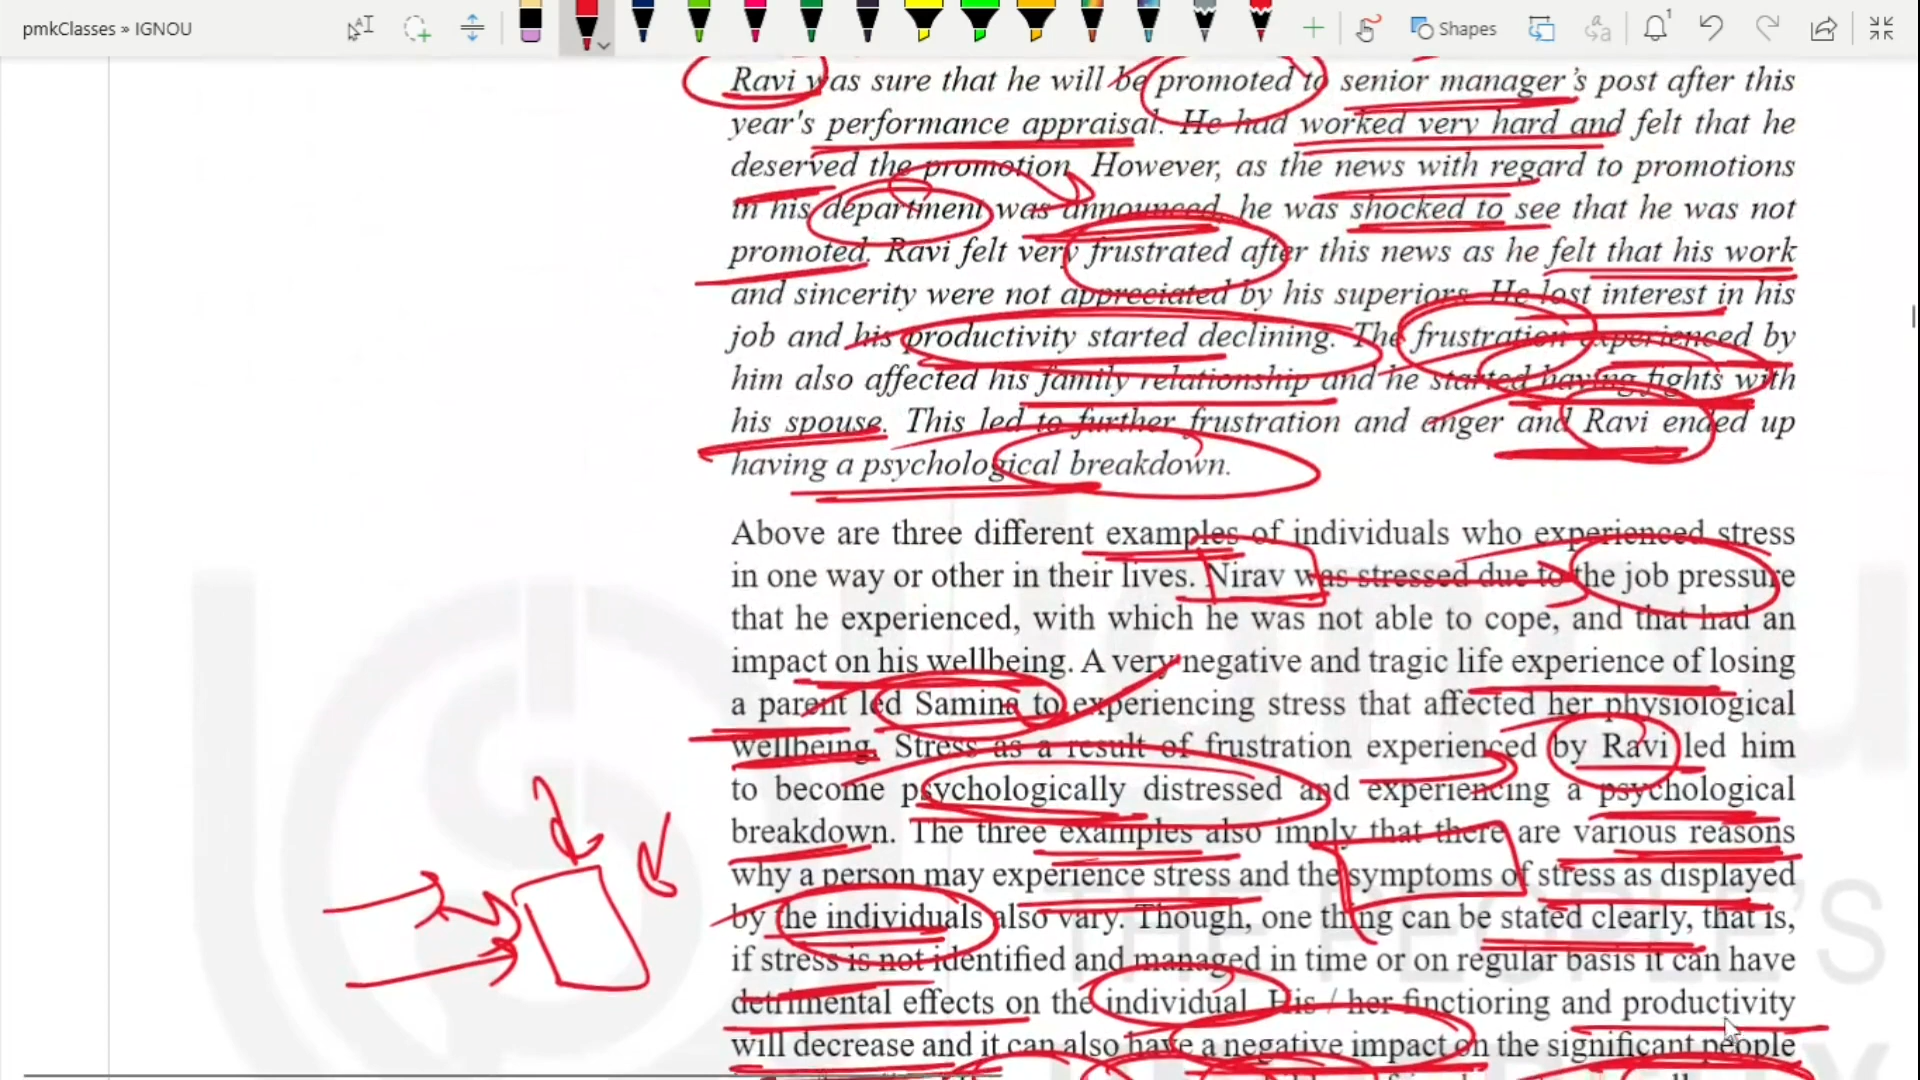 pmkClasses » IGNOU
Shapes
1
Ravi was sure that he will be promoted to senior manager's post after this
year's performance appraisal. He had worked very hard and felt that he
deserved the promotion. However, as the news with regard to promotions
in his department was announced, he was shocked to see that he was not
promoted. Ravi felt very frustrated after this news as he felt that his work
and sincerity were not appreciated by his superiors. He lost interest in his
job and his productivity started declining. The frustration experienced by
him also affected his family relationship and he started having fights with
his spouse. This led to further frustration and anger and Ravi ended up
having a psychological breakdown.
Above are three different examples of individuals who experienced stress
in one way or other in their lives. Nirav was stressed due to the job pressure
that he experienced, with which he was not able to cope, and that had an
impact on his wellbeing. A very negative and tragic life experience of losing
a parent led Samina to experiencing stress that affected her physiological
wellbeing. Stress as a result of frustration experienced by Ravi led him
to become psychologically distressed and experiencing a psychological
breakdown. The three examples also imply that there are various reasons
why a person may experience stress and the symptoms of stress as displayed
by the individuals also vary. Though, one thing can be stated clearly, that is,
if stress is not identified and managed in time or on regular basis it can have
detrimental effects on the individual. His / her finctioring and productivity
will decrease and it can also have a negative impact on the significant people
THE PEOPLE'S